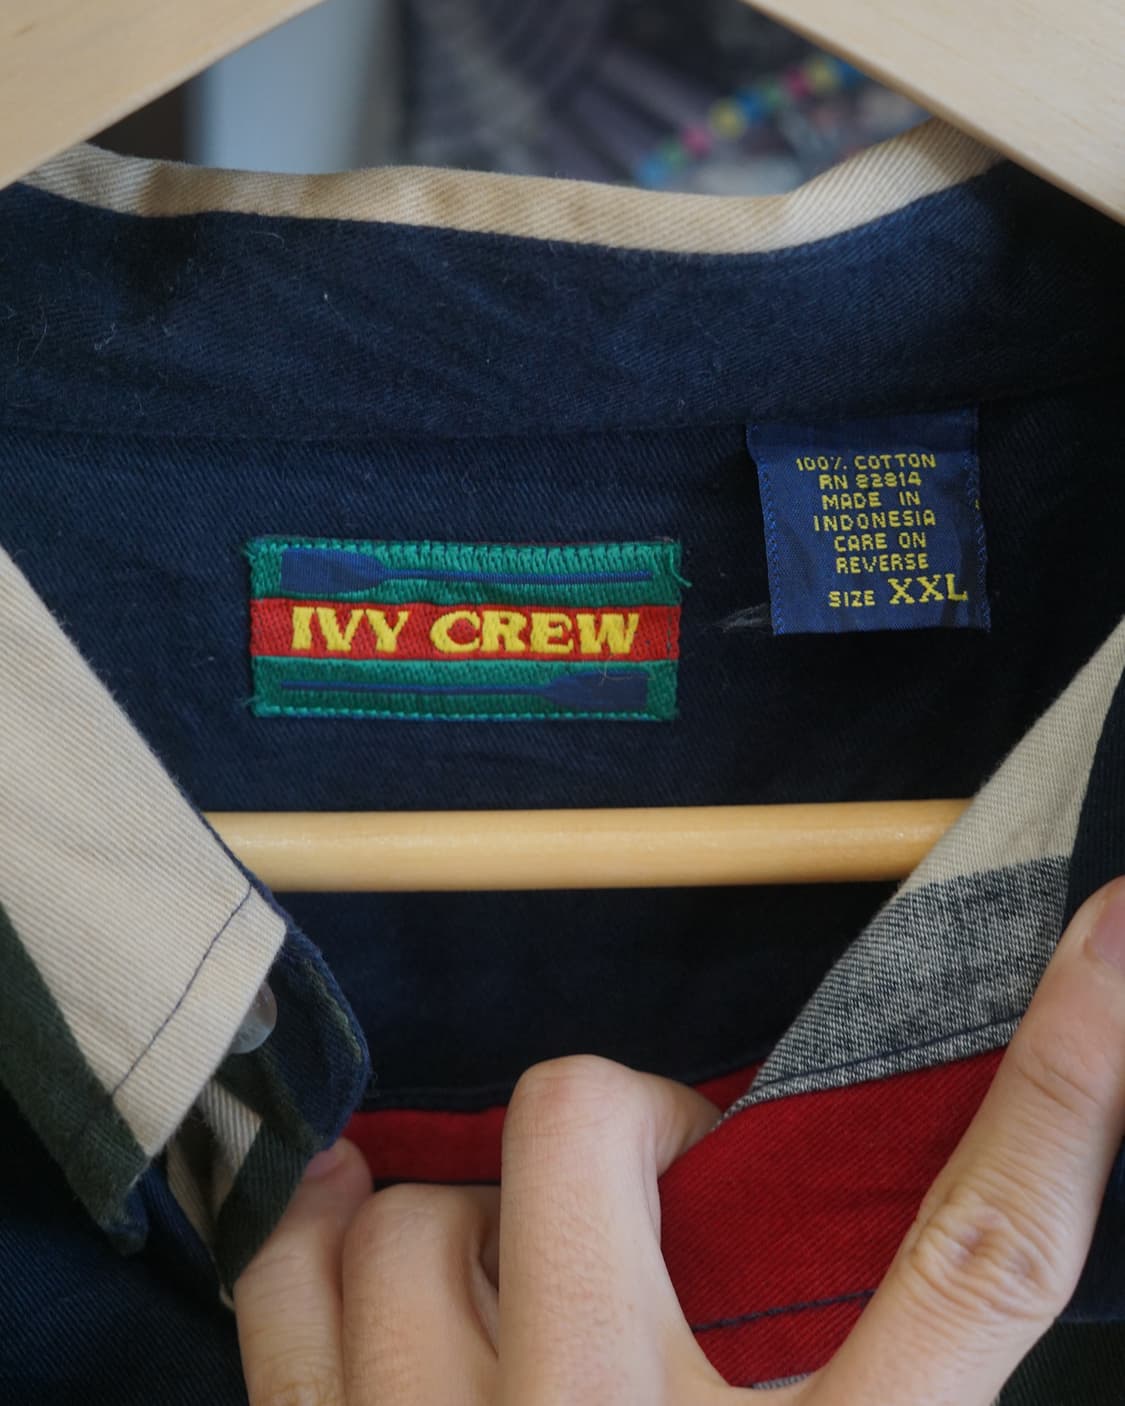 IVY CREW
100% COTTON
RN 82814
MADE IN
INDONESIA
CARE ON
REVERSE
SIZE XXL